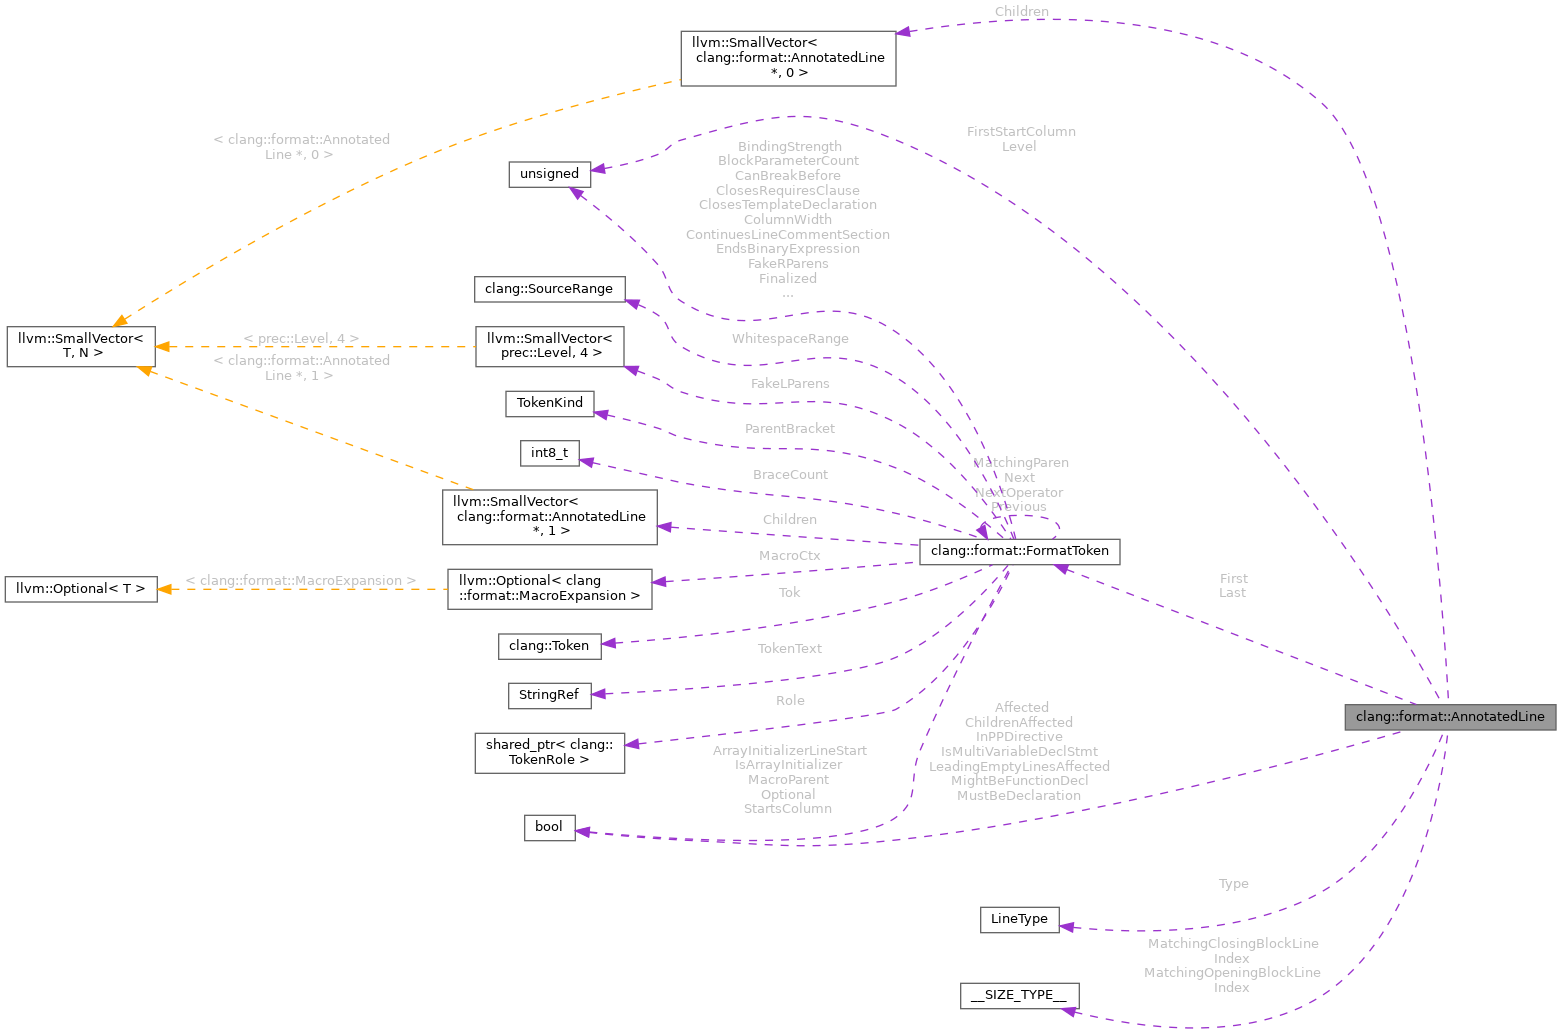 Children
llvm::SmallVector<
clang::format::AnnotatedLine
*, 0 >
< clang::format::Annotated
Line *, 0 >
FirstStartColumn
Level
unsigned
BindingStrength
BlockParameterCount
CanBreakBefore
ClosesRequiresClause
ClosesTemplateDeclaration
ColumnWidth
ContinuesLineCommentSection
EndsBinaryExpression
FakeRParens
Finalized
...
clang::SourceRange
WhitespaceRange
llvm::SmallVector<
T, N >
< prec::Level, 4 >
llvm::SmallVector<
prec::Level, 4 >
< clang::format::Annotated
Line *, 1 >
FakeLParens
TokenKind
ParentBracket
int8_t
BraceCount
MatchingParen
Next
NextOperator
Previous
llvm::SmallVector<
clang::format::AnnotatedLine
*, 1 >
Children
clang::format::FormatToken
MacroCtx
llvm::Optional< T >
< clang::format::MacroExpansion >
llvm::Optional< clang
::format::MacroExpansion >
First
Last
Tok
clang::Token
TokenText
StringRef
Role
shared_ptr< clang::
TokenRole >
clang::format::AnnotatedLine
Affected
ChildrenAffected
InPPDirective
IsMultiVariableDeclStmt
LeadingEmptyLinesAffected
MightBeFunctionDecl
MustBeDeclaration
ArrayInitializerLineStart
IsArrayInitializer
MacroParent
Optional
StartsColumn
bool
Type
LineType
MatchingClosingBlockLine
Index
MatchingOpeningBlockLine
Index
__SIZE_TYPE__